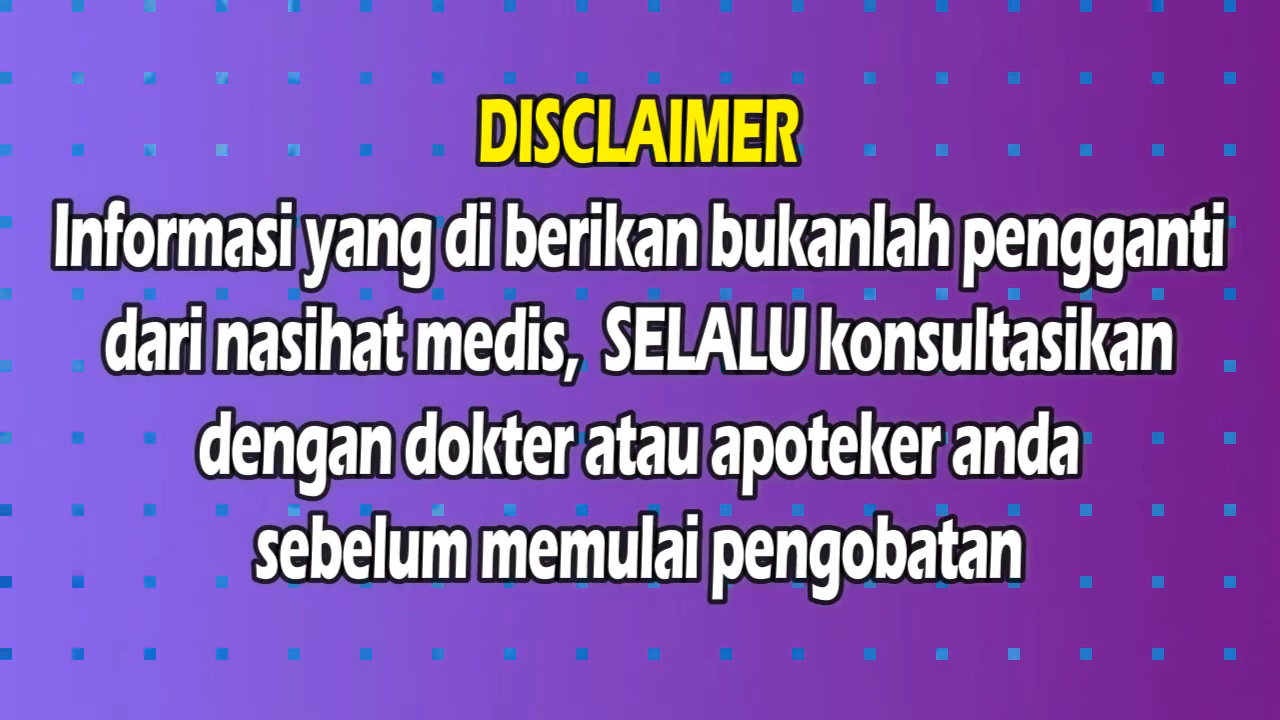 DISCLAIMER
Informasi yang di berikan bukanlah pengganti
dari nasihat medis, SELALU konsultasikan
dengan dokter atau apoteker anda
sebelum memulai pengobatan